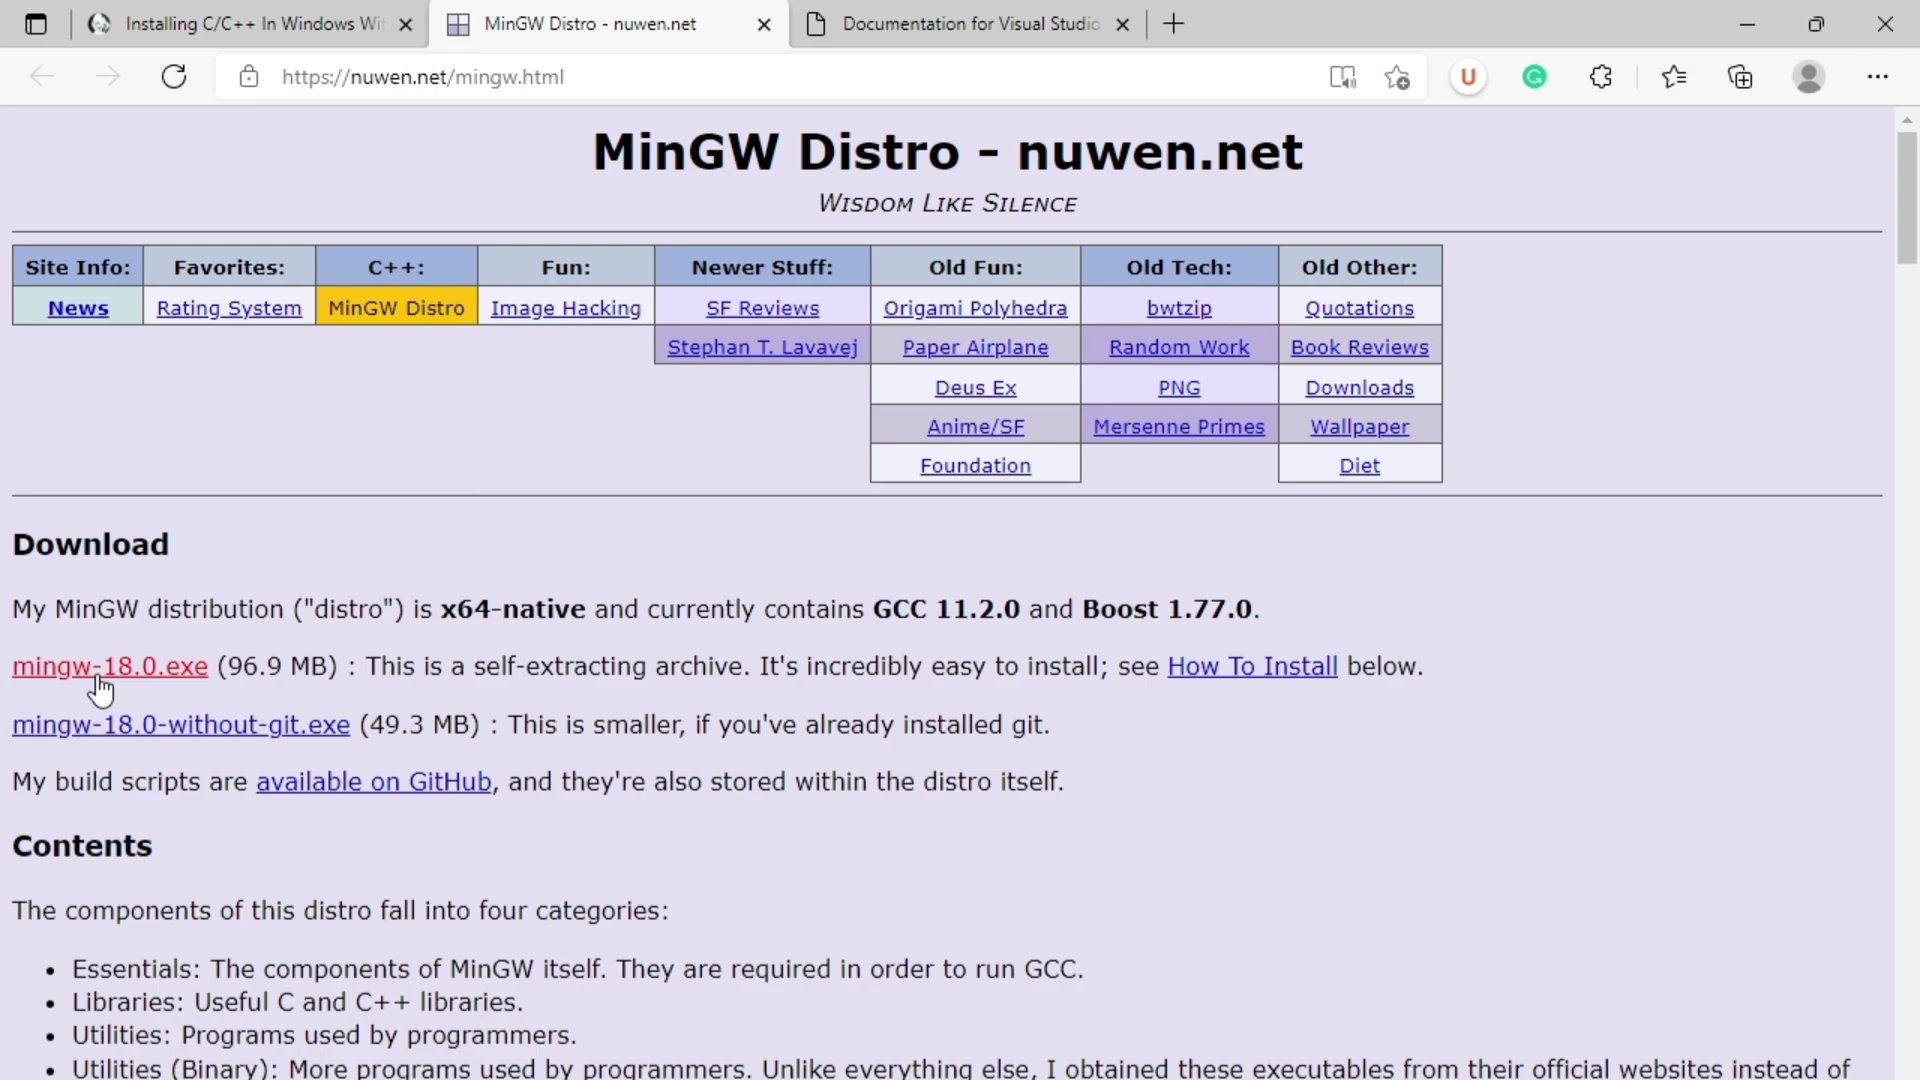 Installing C/C++ In Windows Wit
MinGW Distro - nuwen.net
Documentation for Visual Studio
https://nuwen.net/mingw.html
U
G
MinGW Distro - nuwen.net
WISDOM LIKE SILENCE
Site Info: Favorites: C++: Fun: Newer Stuff: Old Fun: Old Tech: Old Other:
News Rating System MinGW Distro Image Hacking SF Reviews Origami Polyhedra bwtzip Quotations
Stephan T. Lavavej Paper Airplane Random Work Book Reviews
Deus Ex PNG Downloads
Anime/SF Mersenne Primes Wallpaper
Foundation Diet
Download
My MinGW distribution ("distro") is x64-native and currently contains GCC 11.2.0 and Boost 1.77.0.
mingw-18.0.exe (96.9 MB) : This is a self-extracting archive. It's incredibly easy to install; see How To Install below.
mingw-18.0-without-git.exe (49.3 MB) : This is smaller, if you've already installed git.
My build scripts are available on GitHub, and they're also stored within the distro itself.
Contents
The components of this distro fall into four categories:
• Essentials: The components of MinGW itself. They are required in order to run GCC.
• Libraries: Useful C and C++ libraries.
• Utilities: Programs used by programmers.
• Utilities (Binary): More programs used by programmers. Unlike everything else, I obtained these executables from their official websites instead of